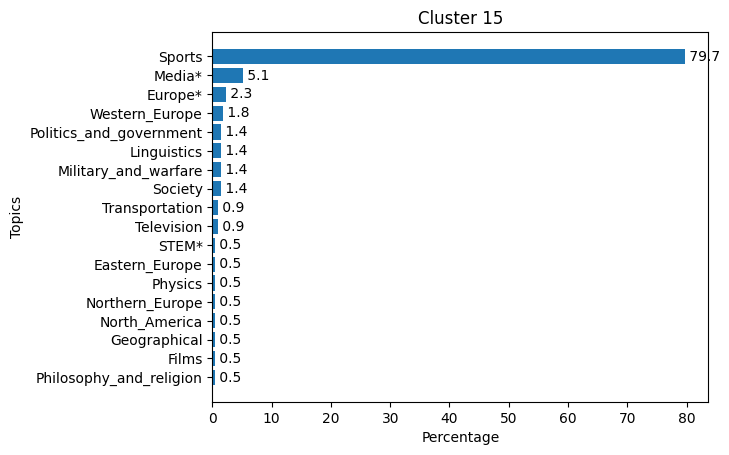 Cluster 15
Topics
Sports 79.7
Media* 5.1
Europe* 2.3
Western_Europe 1.8
Politics_and_government 1.4
Linguistics 1.4
Military_and_warfare 1.4
Society 1.4
Transportation 0.9
Television 0.9
STEM* 0.5
Eastern_Europe 0.5
Physics 0.5
Northern_Europe 0.5
North_America 0.5
Geographical 0.5
Films 0.5
Philosophy_and_religion 0.5
0 10 20 30 40 50 60 70 80
Percentage